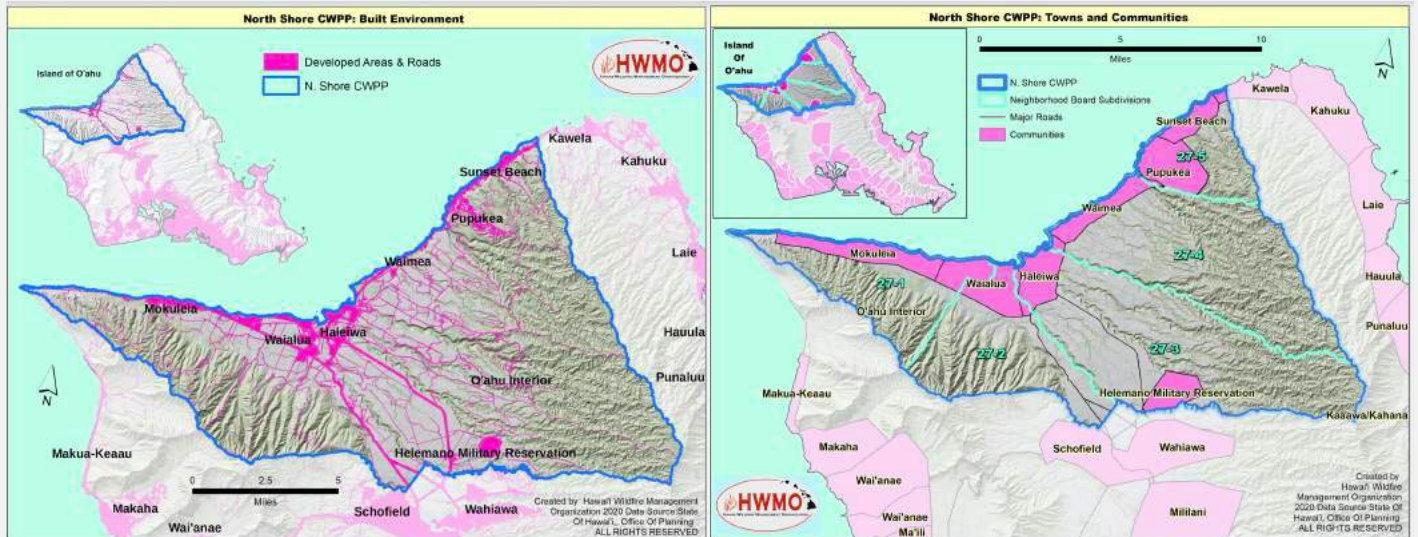 North Shore CWPP: Built Environment
Island of O'ahu
Developed Areas & Roads
N. Shore CWPP
HWMO
Kawela
Kahuku
Sunset Beach
Pupukea
Waimea
Laie
Mokuleia
Haleiwa
Waialua
Hauula
O'ahu Interior
Punaluu
N
Makua-Keaau
Helemano Military Reservation
0 2.5 5
Miles
Makaha
Schofield
Wahiawa
Wai'anae
Created by Hawai'i Wildfire Management
Organization 2020 Data Source:State
Of Hawai'i, Office Of Planning
ALL RIGHTS RESERVED
North Shore CWPP: Towns and Communities
Island
Of
O'ahu
0 5 10
Miles
N
N. Shore CWPP
Neighborhood Board Subdivisions
Major Roads
Communities
Kawela
Kahuku
Sunset Beach
27-5
Pupukea
Waimea
Laie
27-4
Mokuleia
Haleiwa
Waialua
Hauula
27-1
O'ahu Interior
Punaluu
27-2
27-3
Makua-Keaau
Helemano Military Reservation
Kaaawa/Kahana
Makaha
Schofield
Wahiawa
Wai'anae
HWMO
Mililani
Wai'anae
Ma'ili
Created by
Hawai'i Wildfire
Management Organization
2020 Data Source:State Of
Hawai'i, Office Of Planning
ALL RIGHTS RESERVED